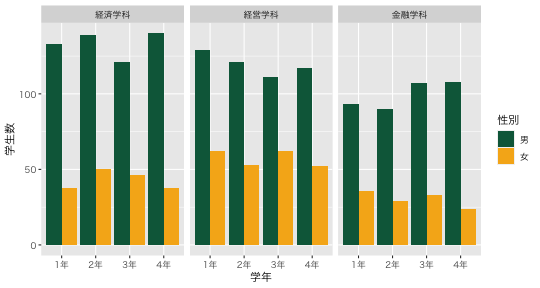 経済学科
経営学科
金融学科
学生数
100
50
0
1年 2年 3年 4年
1年 2年 3年 4年
1年 2年 3年 4年
学年
性別
男
女